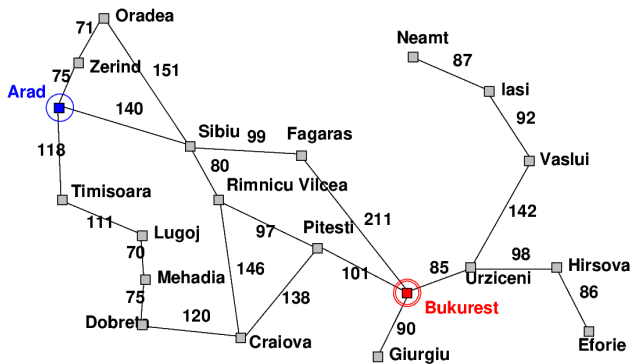 Oradea
71
Neamt
87
Zerind
75
151
Iasi
Arad
140
92
118
Sibiu
99
Fagaras
80
Vaslui
Timisoara
Rimnicu Vilcea
111
211
142
Lugoj
97
Pitesti
70
146
101
85
98
Hirsova
Mehadia
Urziceni
75
138
86
120
Bukurest
Dobreta
90
Craiova
Eforie
Giurgiu